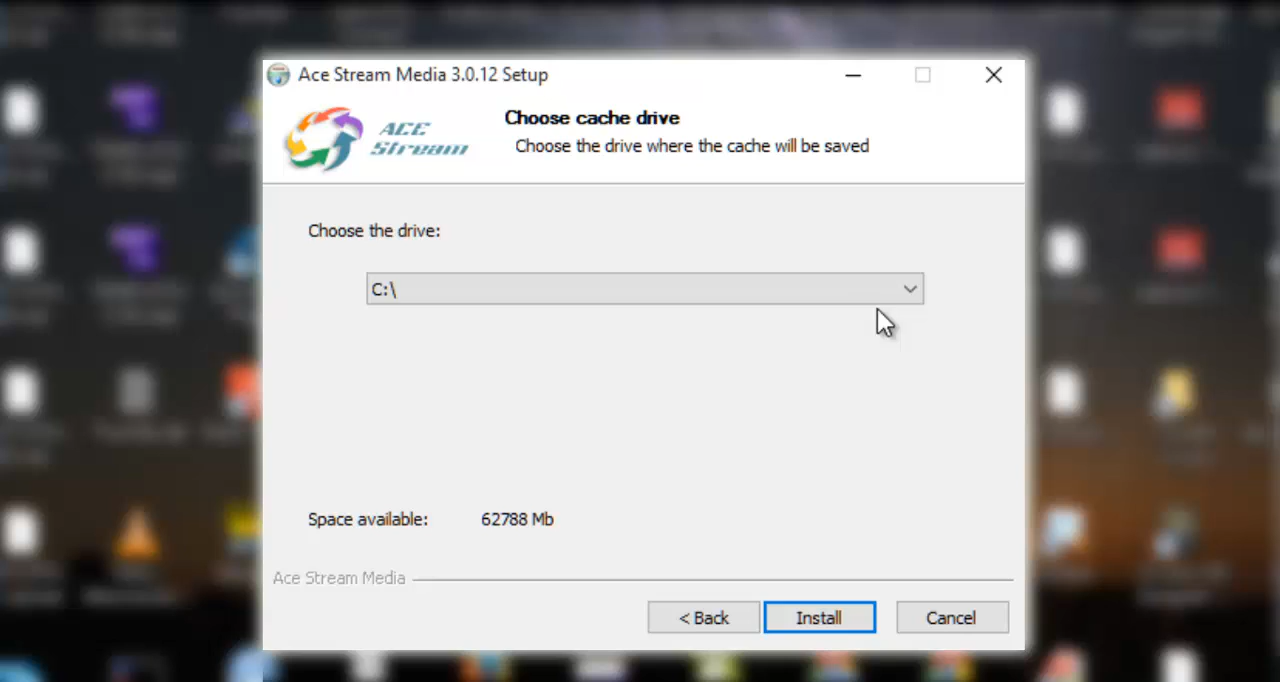 Ace Stream Media 3.0.12 Setup
ACE
Stream
Choose cache drive
Choose the drive where the cache will be saved
Choose the drive:
C:\
Space available: 62788 Mb
Ace Stream Media
< Back Install Cancel